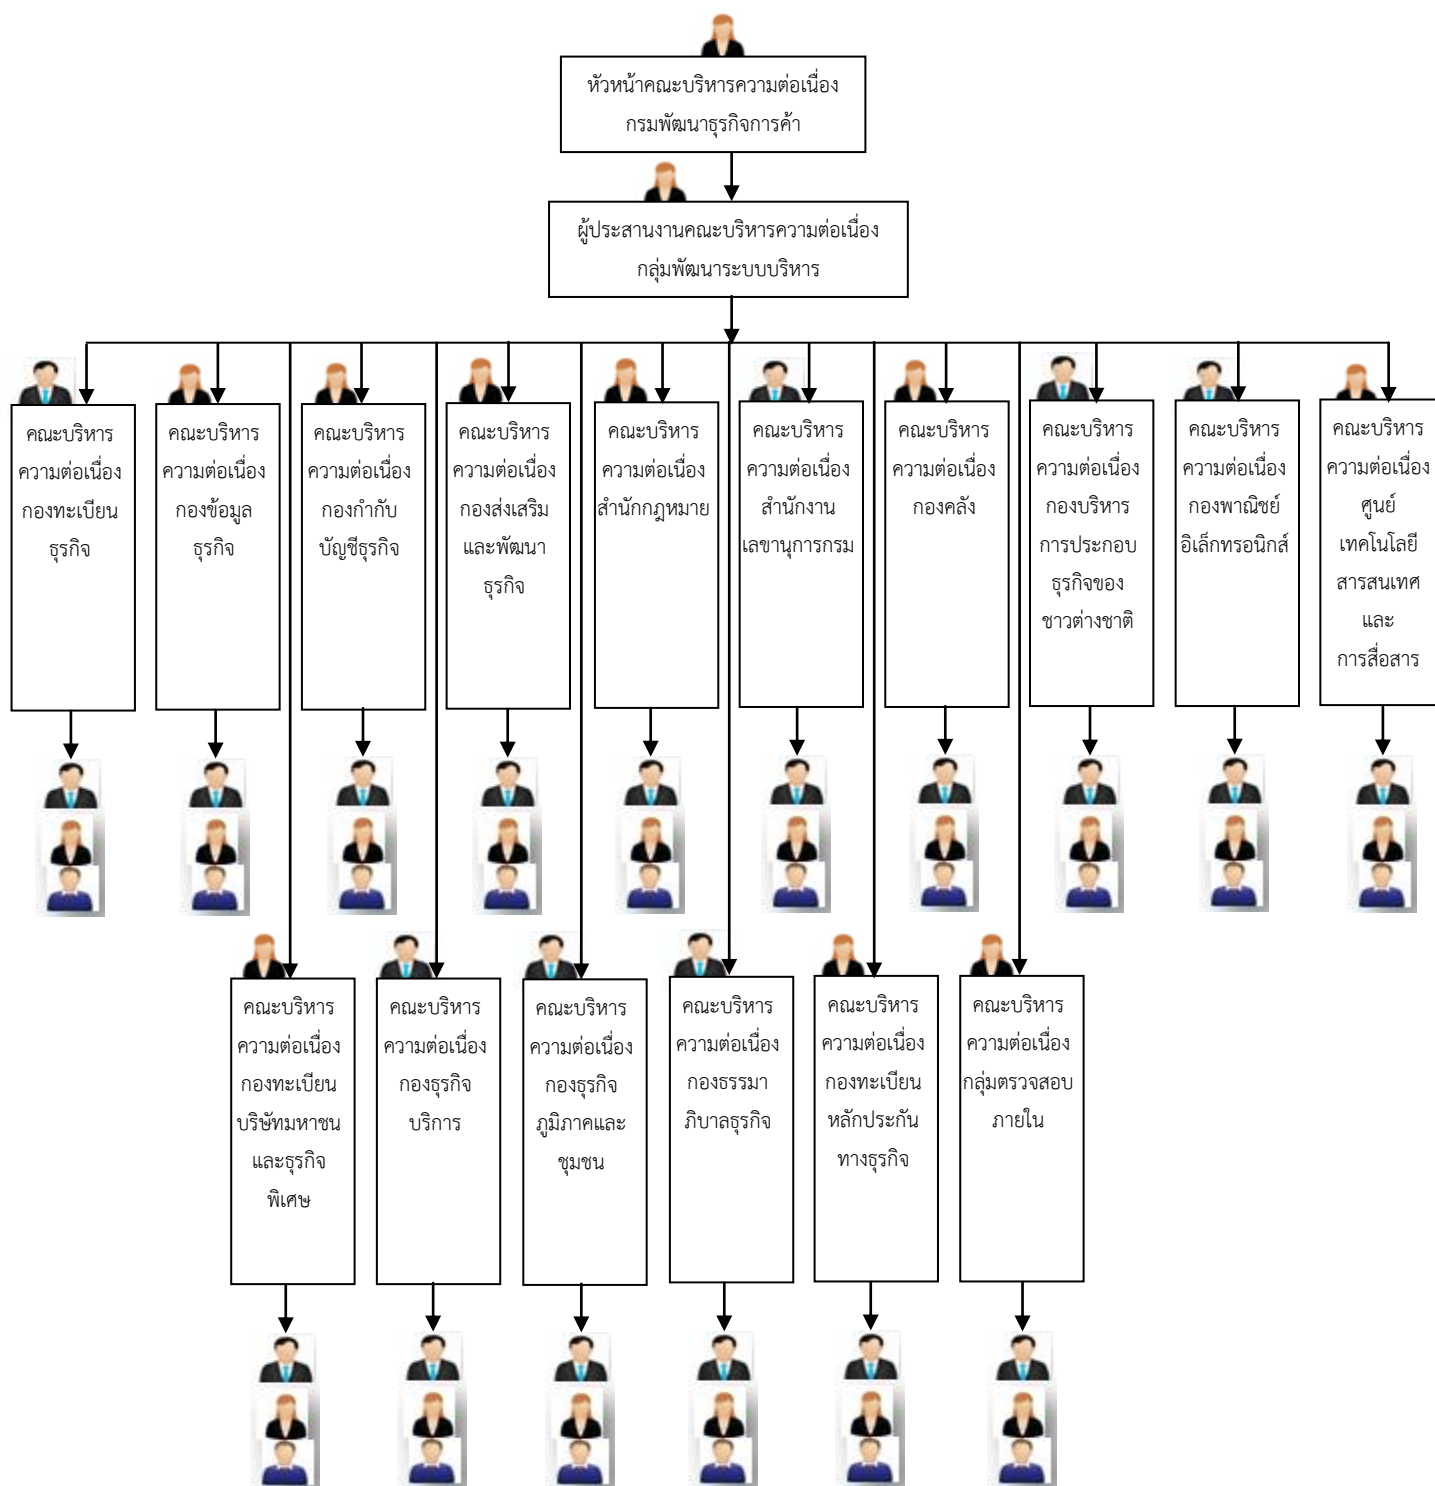 หัวหน้าคณะบริหารความต่อเนื่อง
กรมพัฒนาธุรกิจการค้า
ผู้ประสานงานคณะบริหารความต่อเนื่อง
กลุ่มพัฒนาระบบบริหาร
คณะบริหาร
ความต่อเนื่อง
กองทะเบียน
ธุรกิจ
คณะบริหาร
ความต่อเนื่อง
กองข้อมูล
ธุรกิจ
คณะบริหาร
ความต่อเนื่อง
กองกำกับ
บัญชีธุรกิจ
คณะบริหาร
ความต่อเนื่อง
กองส่งเสริม
และพัฒนา
ธุรกิจ
คณะบริหาร
ความต่อเนื่อง
สำนักกฎหมาย
คณะบริหาร
ความต่อเนื่อง
สำนักงาน
เลขานุการกรม
คณะบริหาร
ความต่อเนื่อง
กองคลัง
คณะบริหาร
ความต่อเนื่อง
กองบริหาร
การประกอบ
ธุรกิจของ
ชาวต่างชาติ
คณะบริหาร
ความต่อเนื่อง
กองพาณิชย์
อิเล็กทรอนิกส์
คณะบริหาร
ความต่อเนื่อง
ศูนย์
เทคโนโลยี
สารสนเทศ
และ
การสื่อสาร
คณะบริหาร
ความต่อเนื่อง
กองทะเบียน
บริษัทมหาชน
และธุรกิจ
พิเศษ
คณะบริหาร
ความต่อเนื่อง
กองธุรกิจ
บริการ
คณะบริหาร
ความต่อเนื่อง
กองธุรกิจ
ภูมิภาคและ
ชุมชน
คณะบริหาร
ความต่อเนื่อง
กองธรรมา
ภิบาลธุรกิจ
คณะบริหาร
ความต่อเนื่อง
กองทะเบียน
หลักประกัน
ทางธุรกิจ
คณะบริหาร
ความต่อเนื่อง
กลุ่มตรวจสอบ
ภายใน